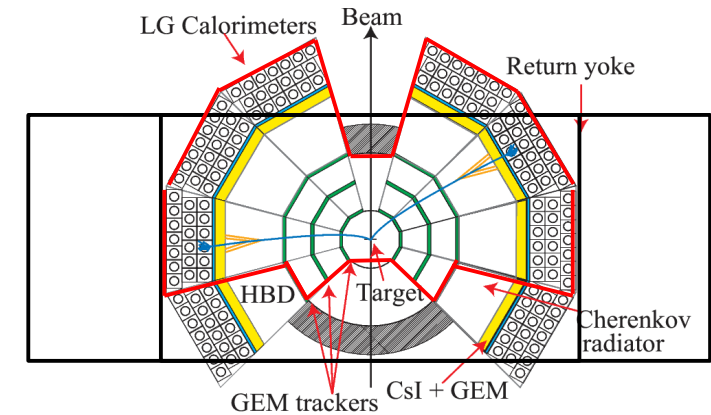 Beam
LG Calorimeters
Return yoke
HBD
Target
Cherenkov
radiator
CsI + GEM
GEM trackers